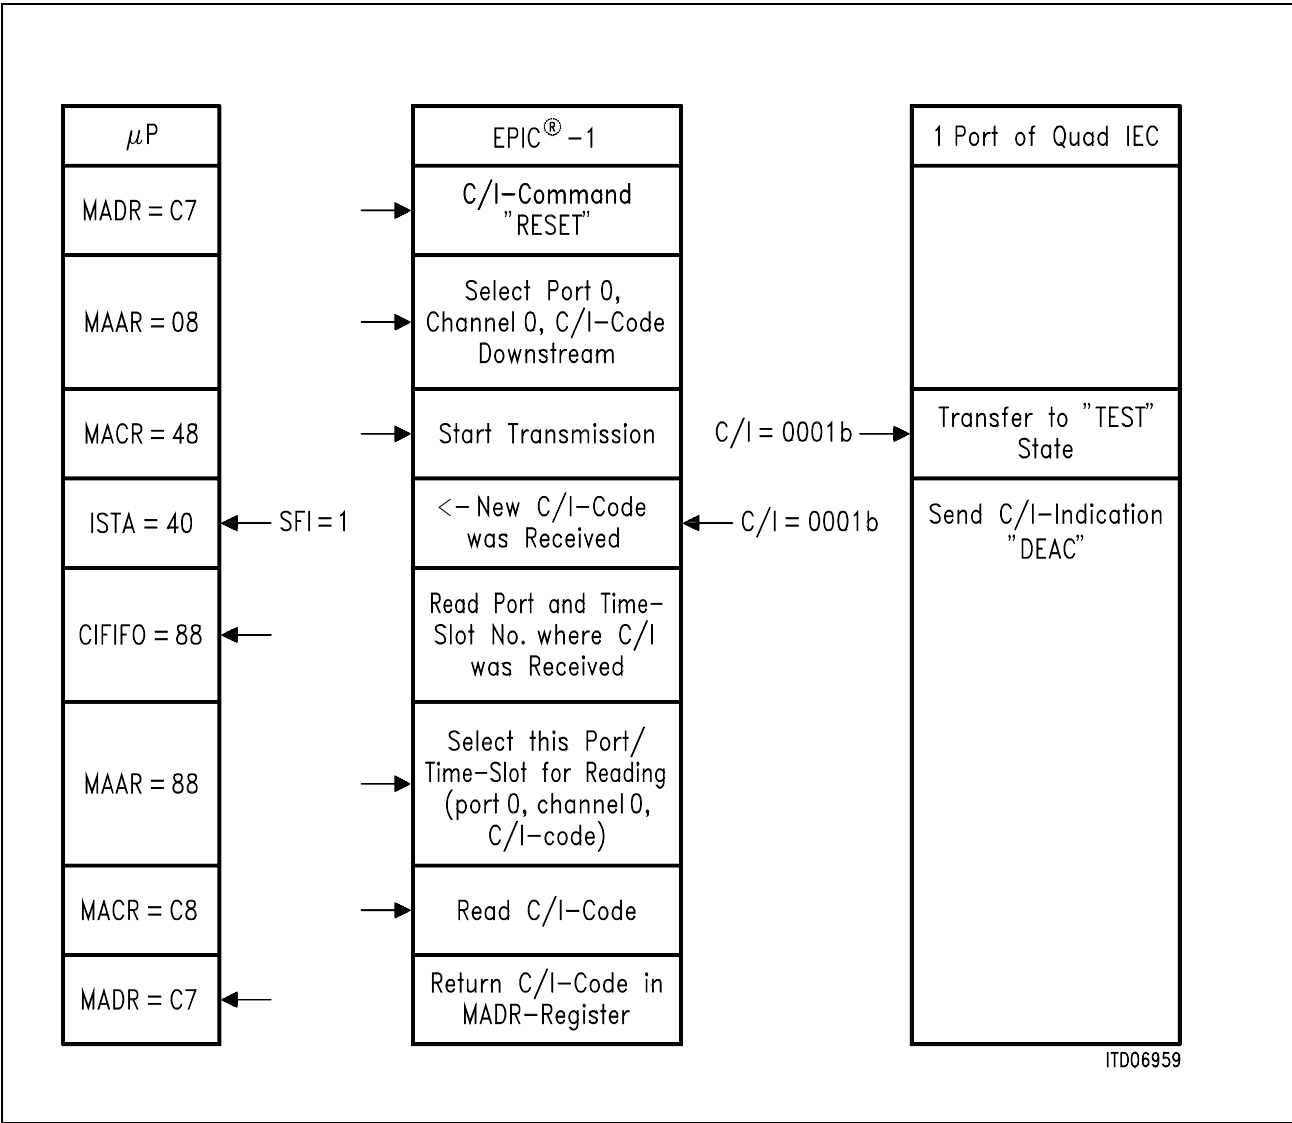 µP
EPIC®-1
1 Port of Quad IEC
MADR = C7
C/I-Command
"RESET"
MAAR = 08
Select Port 0,
Channel 0, C/I-Code
Downstream
MACR = 48
Start Transmission
C/I = 0001b
Transfer to "TEST"
State
ISTA = 40
SFI = 1
<- New C/I-Code
was Received
C/I = 0001b
Send C/I-Indication
"DEAC"
CIFIFO = 88
Read Port and Time-
Slot No. where C/I
was Received
MAAR = 88
Select this Port/
Time-Slot for Reading
(port 0, channel 0,
C/I-code)
MACR = C8
Read C/I-Code
MADR = C7
Return C/I-Code in
MADR-Register
ITD06959